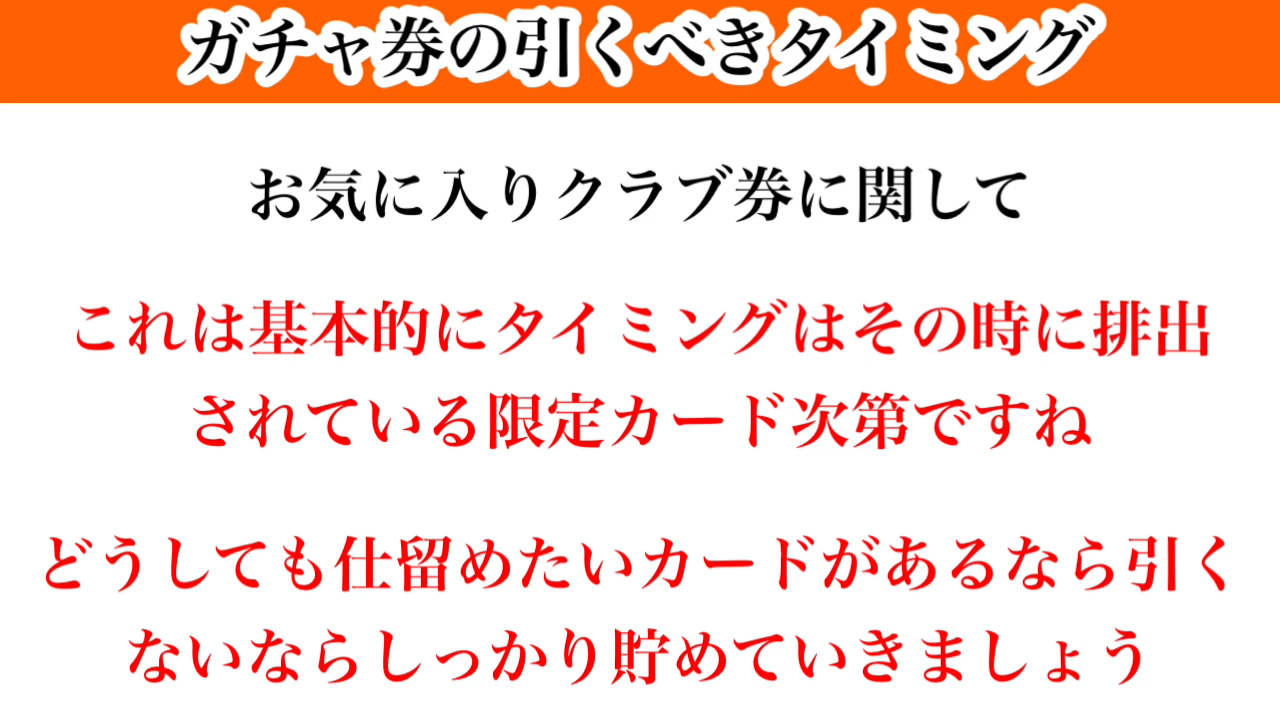 ガチャ券の引くべきタイミング
お気に入りクラブ券に関して
これは基本的にタイミングはその時に排出
されている限定カード次第ですね
どうしても仕留めたいカードがあるなら引く
ないならしっかり貯めていきましょう